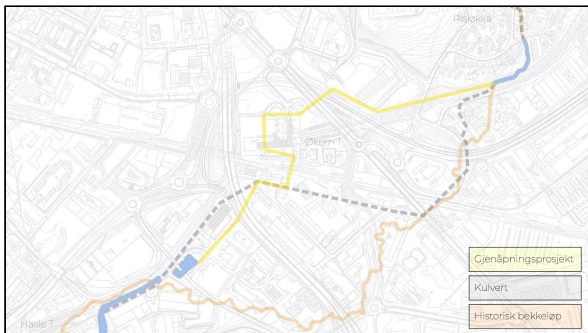 Risløkka
Økern T
Hasle T
Gjenåpningsprosjekt
Kulvert
Historisk bekkeløp